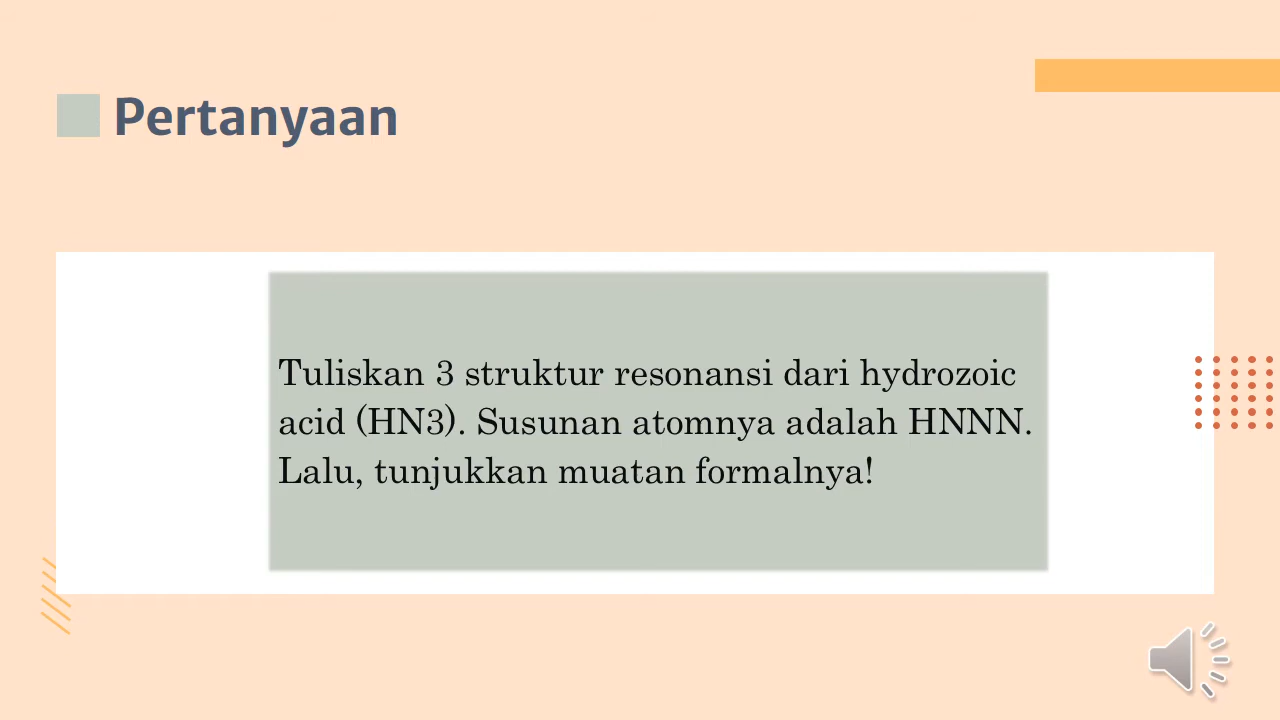 Pertanyaan
Tuliskan 3 struktur resonansi dari hydrozoic
acid (HN3). Susunan atomnya adalah HNNN.
Lalu, tunjukkan muatan formalnya!